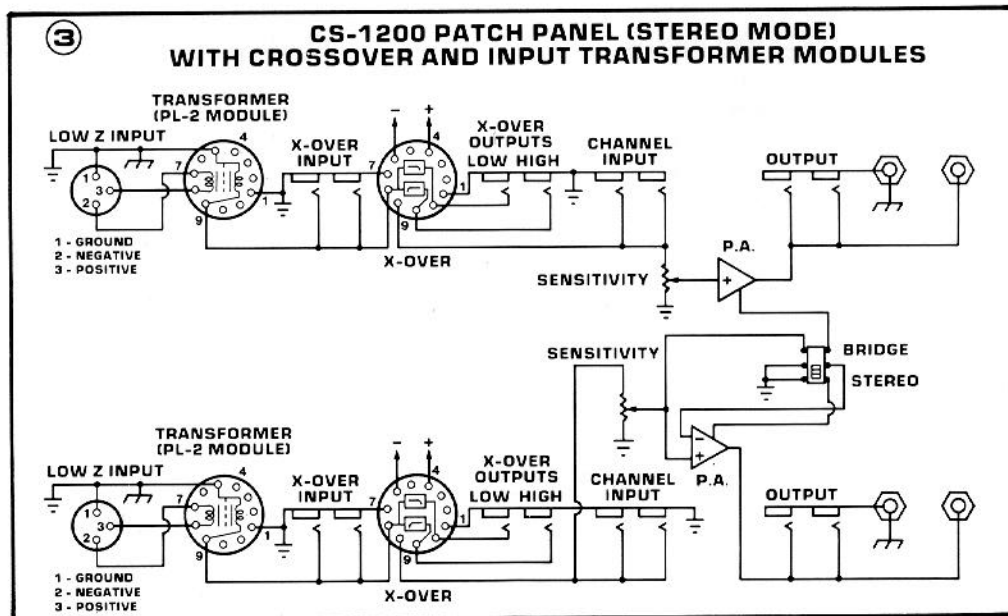 3
CS-1200 PATCH PANEL (STEREO MODE)
WITH CROSSOVER AND INPUT TRANSFORMER MODULES
TRANSFORMER
(PL-2 MODULE)
LOW Z INPUT
4
7
1
9
1
3
2
1 - GROUND
2 - NEGATIVE
3 - POSITIVE
X-OVER
INPUT
- +
4
7
1
9
X-OVER
X-OVER
OUTPUTS
LOW HIGH
CHANNEL
INPUT
OUTPUT
P.A.
+
SENSITIVITY
BRIDGE
STEREO
SENSITIVITY
-
+
P.A.
TRANSFORMER
(PL-2 MODULE)
LOW Z INPUT
4
7
1
9
1
3
2
1 - GROUND
2 - NEGATIVE
3 - POSITIVE
X-OVER
INPUT
- +
4
7
1
9
X-OVER
X-OVER
OUTPUTS
LOW HIGH
CHANNEL
INPUT
OUTPUT